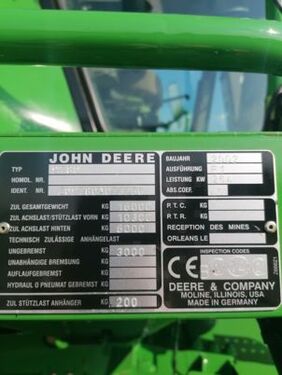 JOHN DEERE
TYP
HOMOL. NR.
IDENT. NR.
ZUL GESAMTGEWICHT KG 16000
ZUL ACHSLAST/STÜTZLAST VORN KG
ZUL ACHSLAST HINTEN KG 6000
TECHNISCH ZULÄSSIGE ANHÄNGELAST
UNGEBREMST KG 3000
UNABHÄNGIGE BREMSUNG KG
AUFLAUFGEBREMST KG
HYDRAUL O PNEUMAT GEBREMST KG
ZUL STÜTZLAST ANHÄNGER KG 200
BAUJAHR
AUSFÜHRUNG
LEISTUNG KW
ABS.COEFF.
P.T.C. KG
P.T.R. KG
RECEPTION DES MINES
ORLEANS LE
CE
INSPECTION CODES
DEERE & COMPANY
MOLINE, ILLINOIS, USA
MADE IN GERMANY